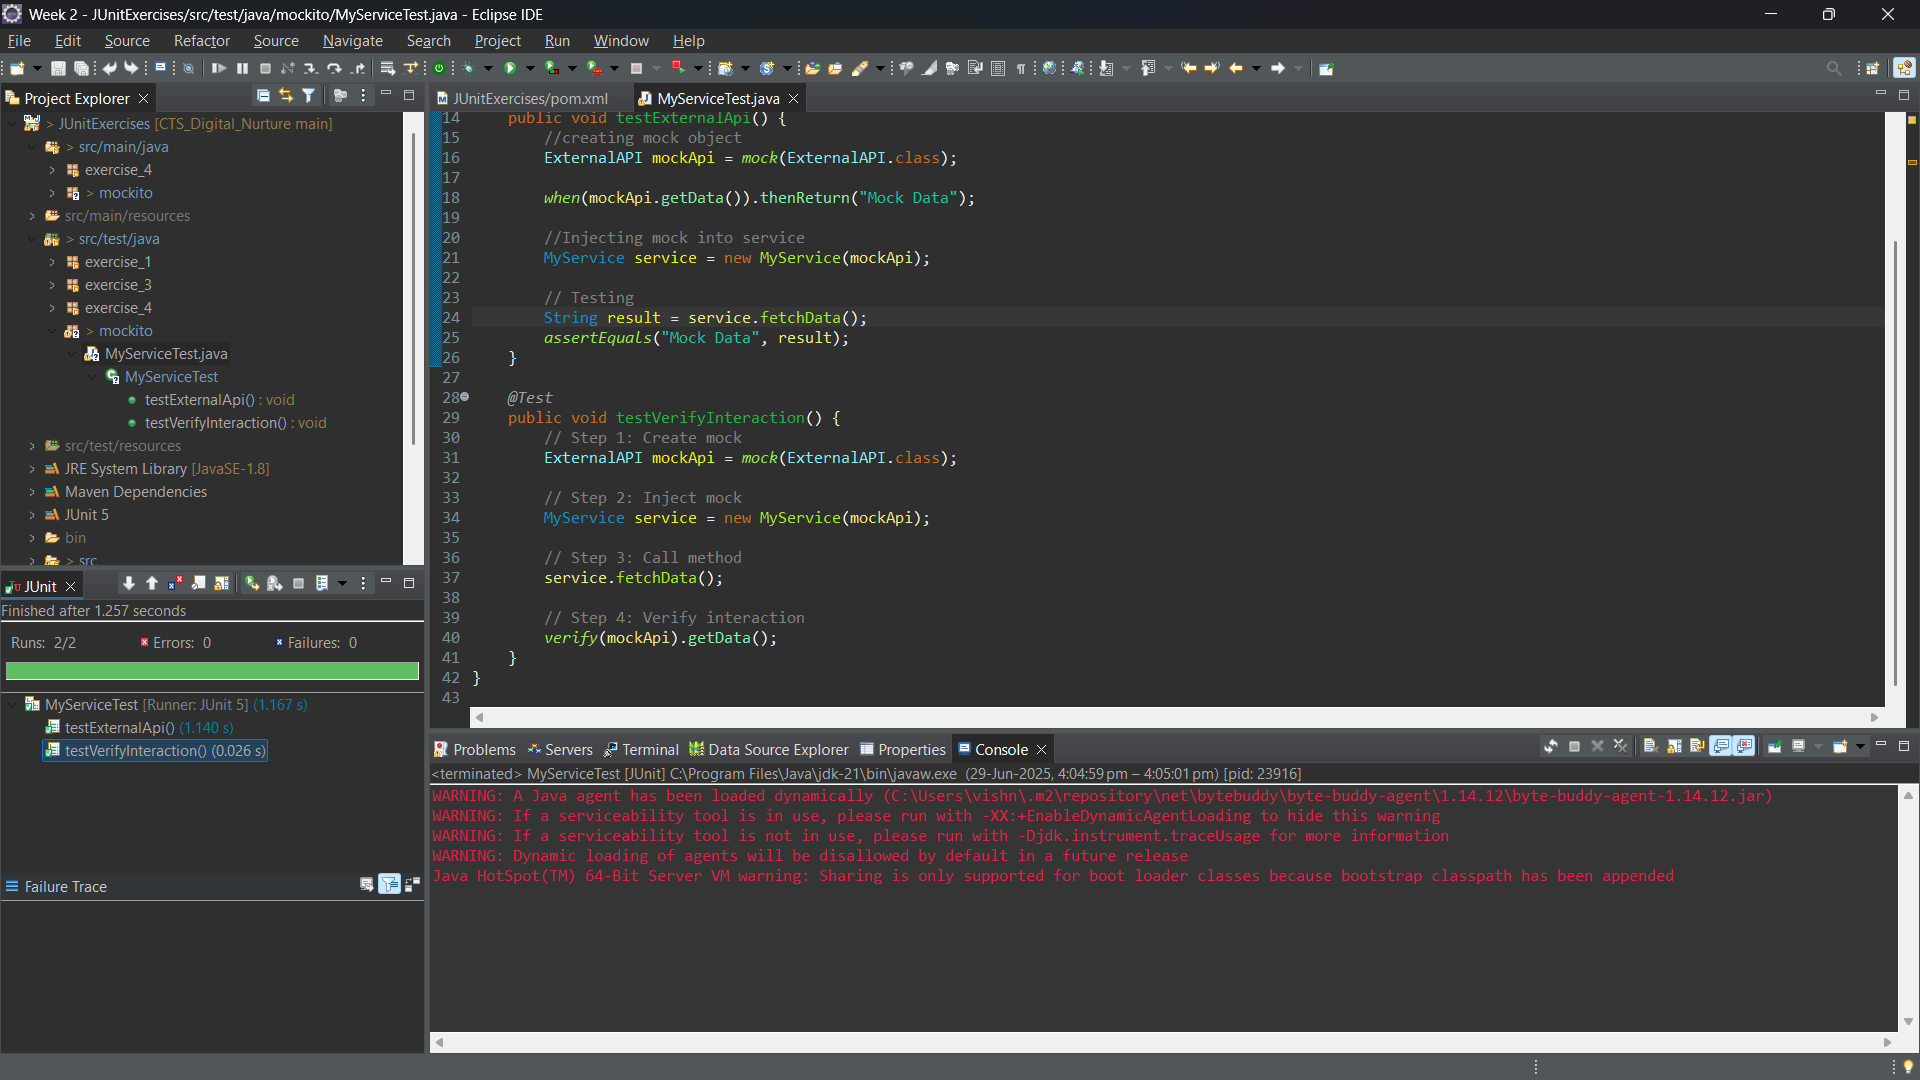 Week 2 - JUnitExercises/src/test/java/mockito/MyServiceTest.java - Eclipse IDE
File Edit Source Refactor Source Navigate Search Project Run Window Help
Project Explorer
> JUnitExercises [CTS_Digital_Nurture main]
> src/main/java
exercise_4
> mockito
src/main/resources
> src/test/java
exercise_1
exercise_3
exercise_4
> mockito
MyServiceTest.java
MyServiceTest
testExternalApi() : void
testVerifyInteraction() : void
src/test/resources
JRE System Library [JavaSE-1.8]
Maven Dependencies
JUnit 5
bin
> src
JUnit
Finished after 1.257 seconds
Runs: 2/2 Errors: 0 Failures: 0
MyServiceTest [Runner: JUnit 5] (1.167 s)
testExternalApi() (1.140 s)
testVerifyInteraction() (0.026 s)
Failure Trace
JUnitExercises/pom.xml MyServiceTest.java
14 public void testExternalApi() {
15 //creating mock object
16 ExternalAPI mockApi = mock(ExternalAPI.class);
17
18 when(mockApi.getData()).thenReturn("Mock Data");
19
20 //Injecting mock into service
21 MyService service = new MyService(mockApi);
22
23 // Testing
24 String result = service.fetchData();
25 assertEquals("Mock Data", result);
26 }
27
28 @Test
29 public void testVerifyInteraction() {
30 // Step 1: Create mock
31 ExternalAPI mockApi = mock(ExternalAPI.class);
32
33 // Step 2: Inject mock
34 MyService service = new MyService(mockApi);
35
36 // Step 3: Call method
37 service.fetchData();
38
39 // Step 4: Verify interaction
40 verify(mockApi).getData();
41 }
42 }
43
Problems Servers Terminal Data Source Explorer Properties Console
<terminated> MyServiceTest [JUnit] C:\Program Files\Java\jdk-21\bin\javaw.exe (29-Jun-2025, 4:04:59 pm – 4:05:01 pm) [pid: 23916]
WARNING: A Java agent has been loaded dynamically (C:\Users\vishn\.m2\repository\net\bytebuddy\byte-buddy-agent\1.14.12\byte-buddy-agent-1.14.12.jar)
WARNING: If a serviceability tool is in use, please run with -XX:+EnableDynamicAgentLoading to hide this warning
WARNING: If a serviceability tool is not in use, please run with -Djdk.instrument.traceUsage for more information
WARNING: Dynamic loading of agents will be disallowed by default in a future release
Java HotSpot(TM) 64-Bit Server VM warning: Sharing is only supported for boot loader classes because bootstrap classpath has been appended